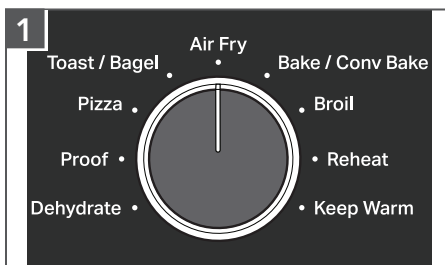 1
Air Fry
Toast / Bagel
Bake / Conv Bake
Pizza
Broil
Proof
Reheat
Dehydrate
Keep Warm